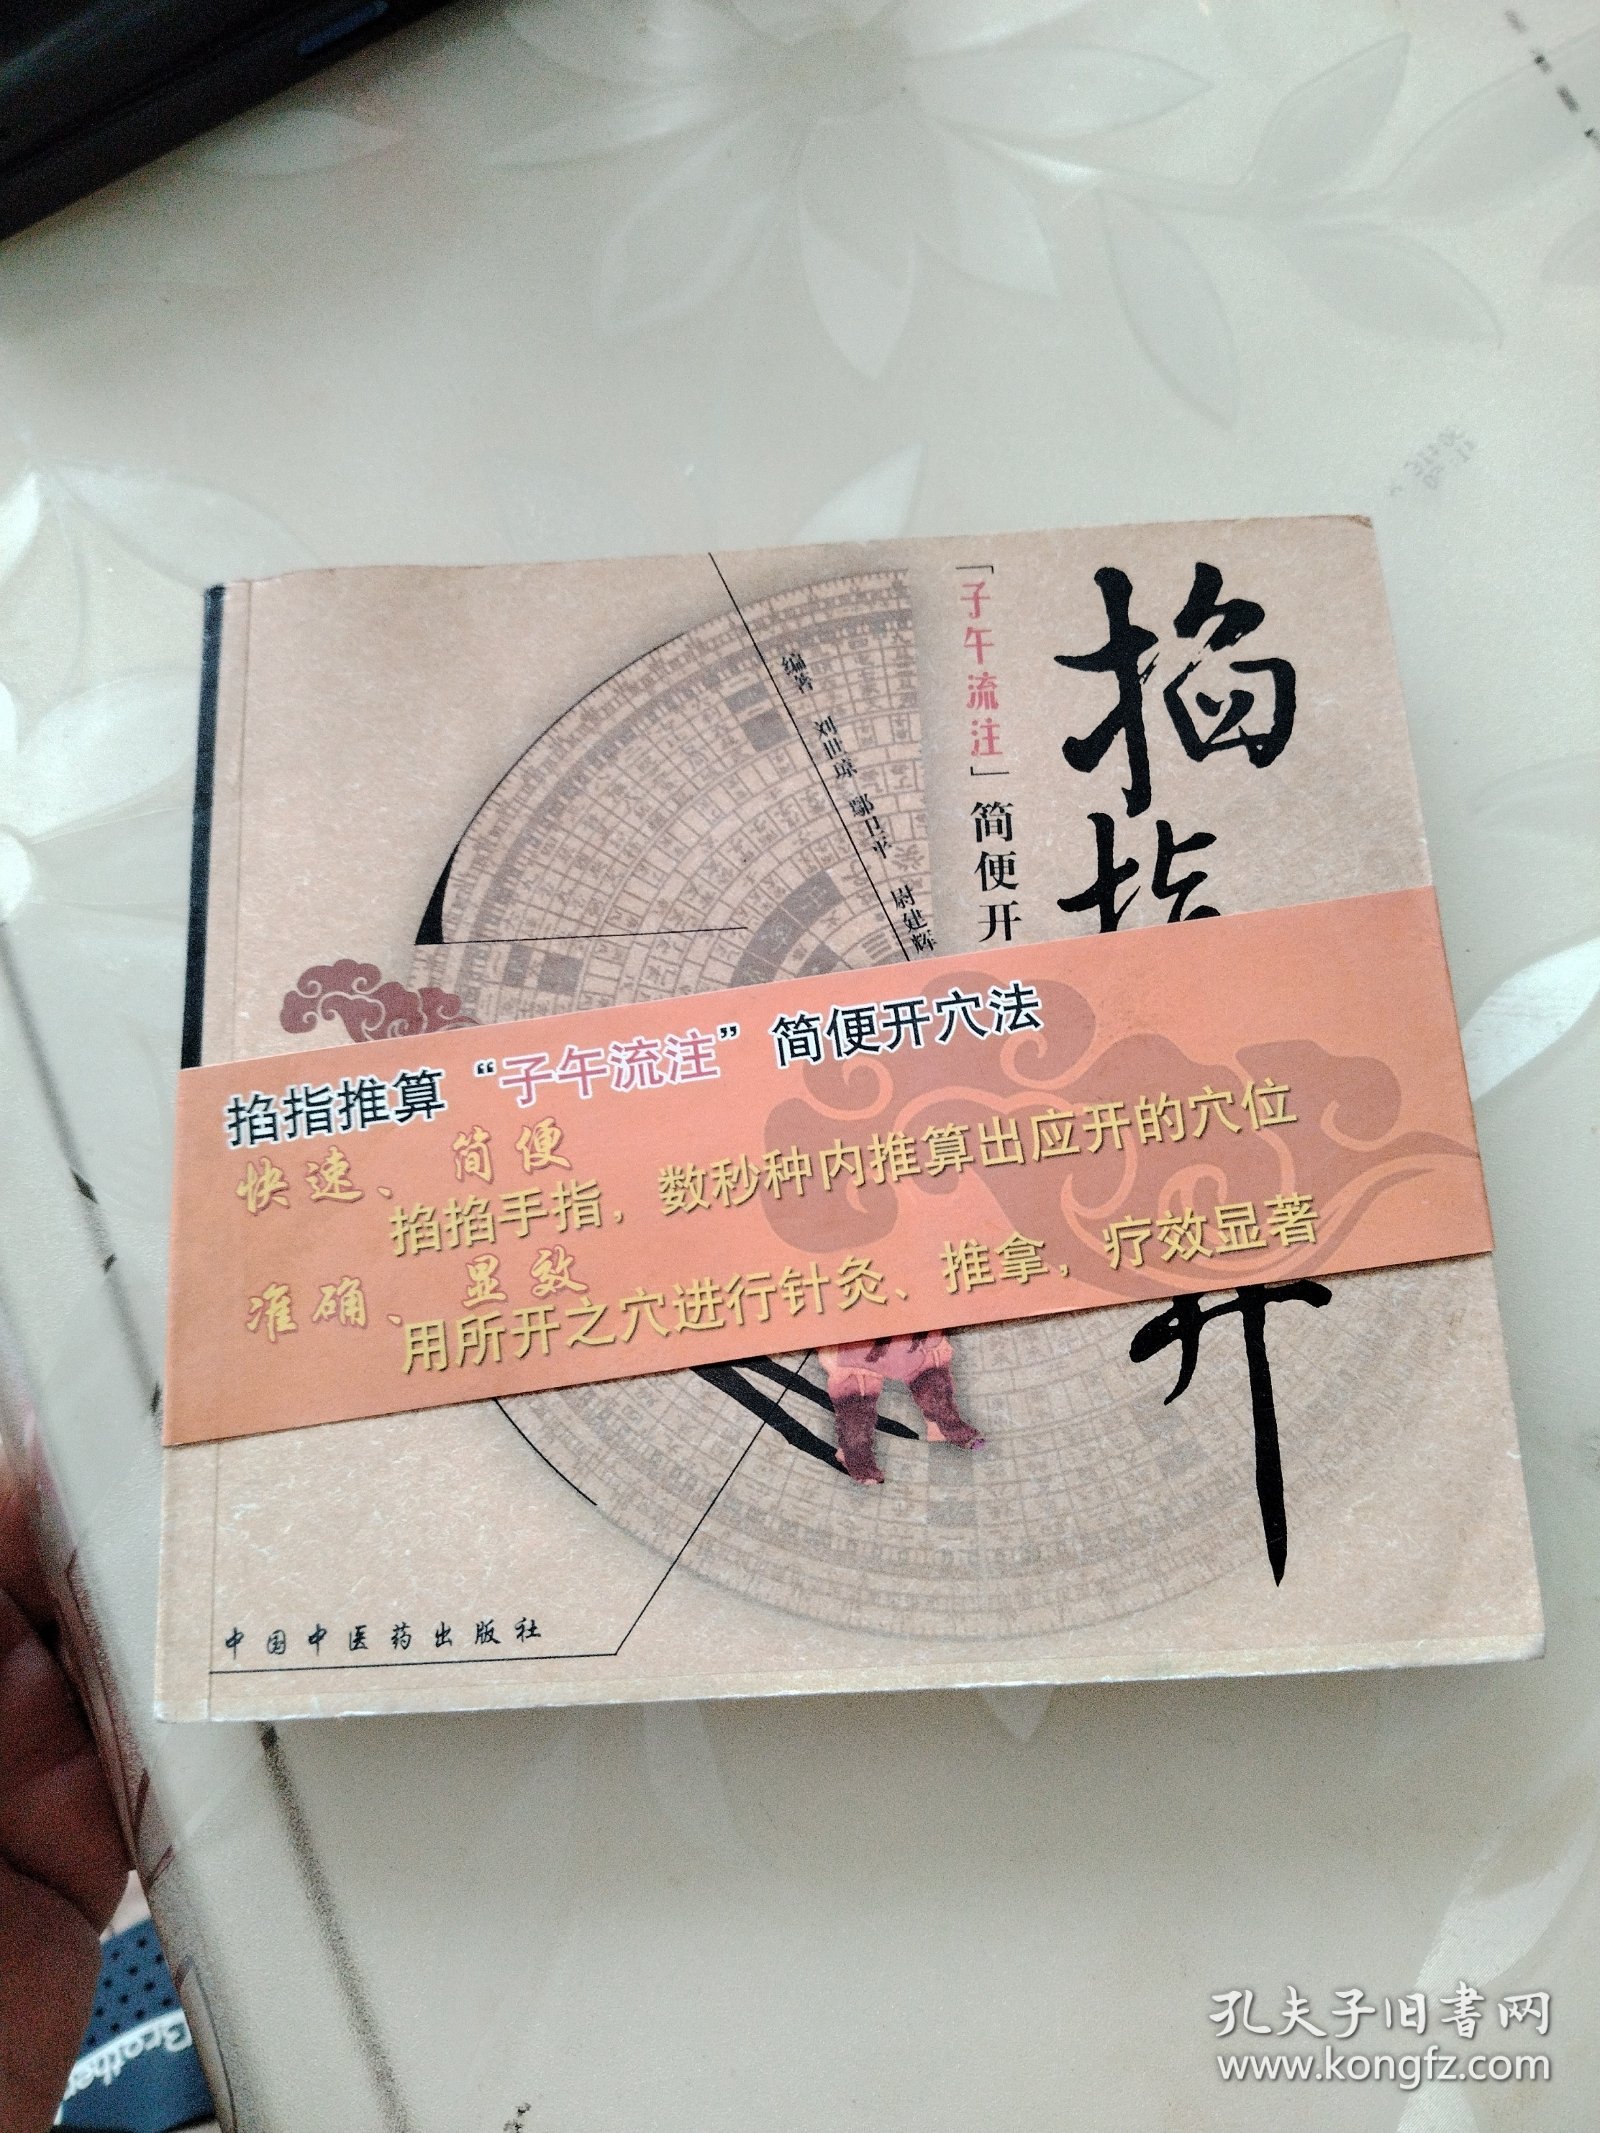 掐指
开
「子午流注」简便开
编著 刘世琼 鄢卫平 尉建辉
掐指推算“子午流注”简便开穴法
快速、简便
掐掐手指，数秒种内推算出应开的穴位
准确、显效
用所开之穴进行针灸、推拿，疗效显著
中国中医药出版社
Brother
孔夫子旧书网
www.kongfz.com